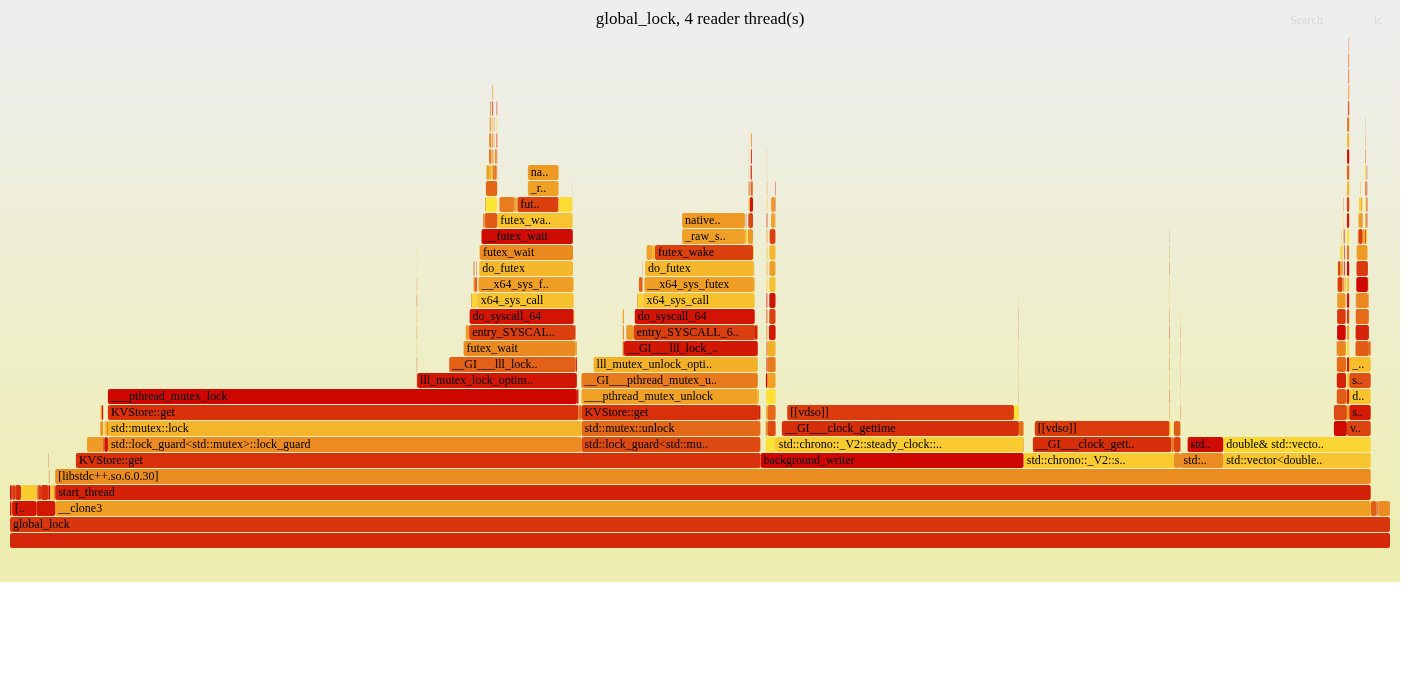 global_lock, 4 reader thread(s)
Search
ic
na..
_r..
fut..
futex_wa..
native..
futex_wait
_raw_s..
futex_wait
futex_wake
do_futex
do_futex
__x64_sys_f..
__x64_sys_futex
x64_sys_call
x64_sys_call
do_syscall_64
do_syscall_64
entry_SYSCAL..
entry_SYSCALL_6..
futex_wait
__GI___lll_lock_..
__GI___lll_lock..
lll_mutex_unlock_opti..
_..
lll_mutex_lock_optim..
__GI___pthread_mutex_u..
s..
___pthread_mutex_lock
___pthread_mutex_unlock
d..
KVStore::get
KVStore::get
[[vdso]]
s..
std::mutex::lock
std::mutex::unlock
__GI___clock_gettime
[[vdso]]
v..
std::lock_guard<std::mutex>::lock_guard
std::lock_guard<std::mu..
std::chrono::_V2::steady_clock::..
__GI___clock_gett..
std..
double& std::vecto..
KVStore::get
background_writer
std::chrono::_V2::s..
std::..
std::vector<double..
[libstdc++.so.6.0.30]
start_thread
[..
__clone3
global_lock